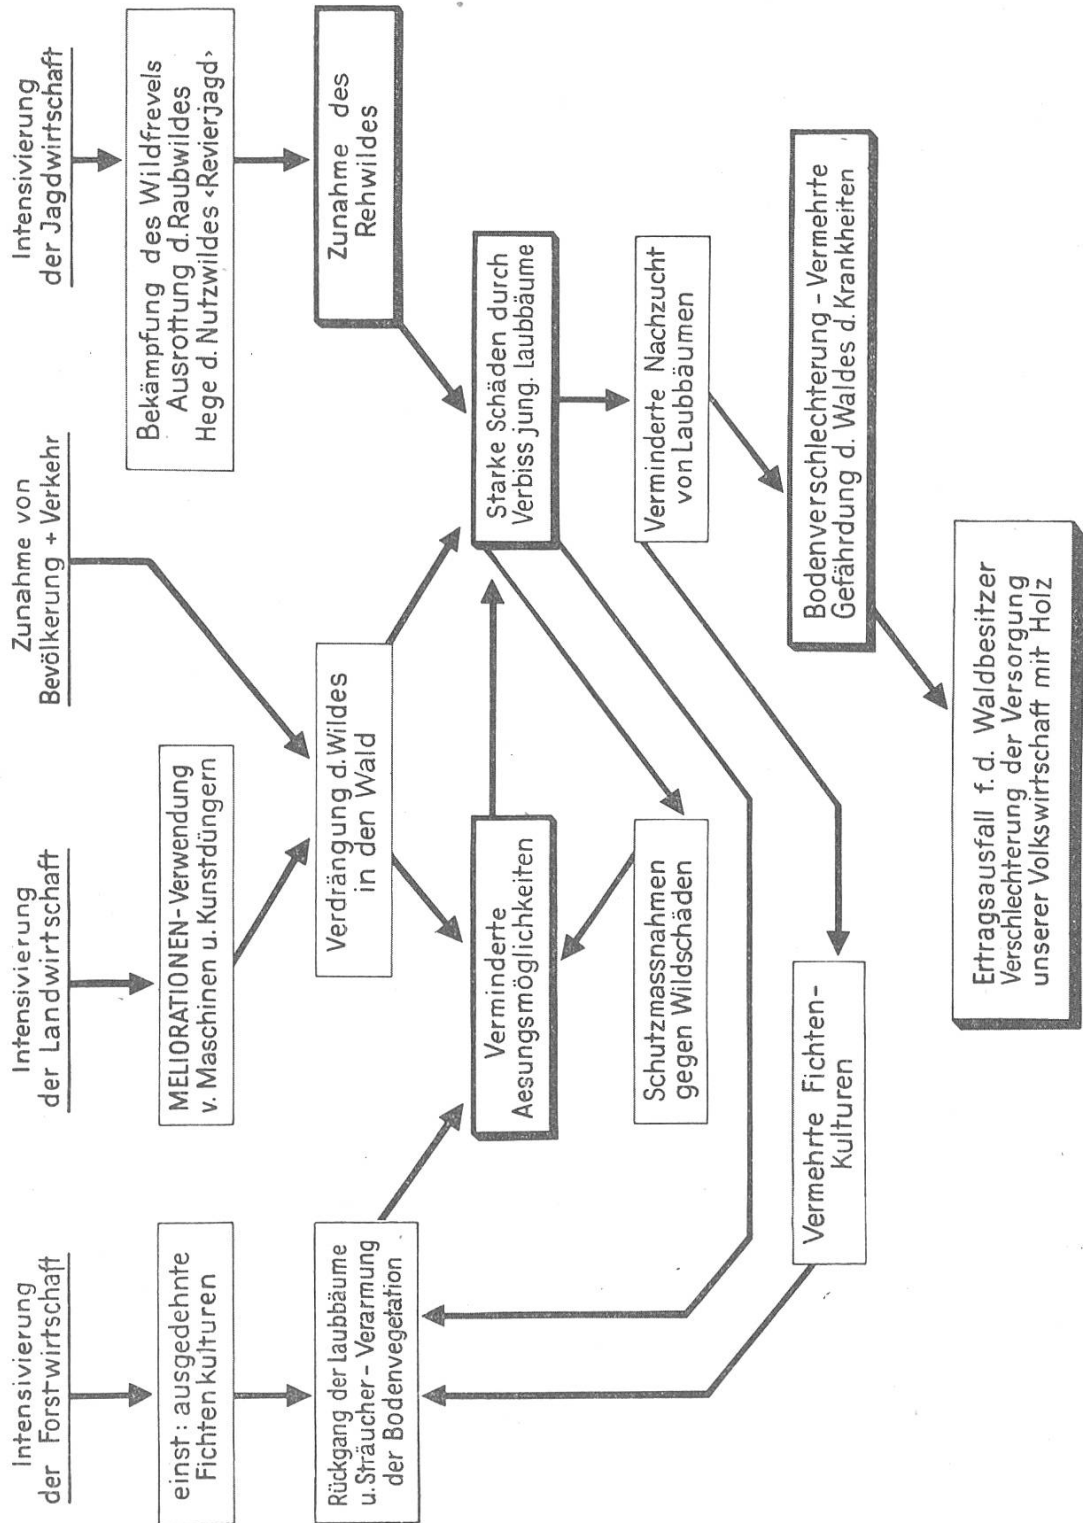 Intensivierung
der Forstwirtschaft
Intensivierung
der Landwirtschaft
Zunahme von
Bevölkerung + Verkehr
Intensivierung
der Jagdwirtschaft
einst : ausgedehnte
Fichtenkulturen
MELIORATIONEN-Verwendung
v. Maschinen u. Kunstdüngern
Bekämpfung des Wildfrevels
Ausrottung d. Raubwildes
Hege d. Nutzwildes ‹Revierjagd›
Rückgang der Laubbäume
u. Sträucher - Verarmung
der Bodenvegetation
Verdrängung d. Wildes
in den Wald
Zunahme des
Rehwildes
Verminderte
Aesungsmöglichkeiten
Starke Schäden durch
Verbiss jung. Laubbäume
Schutzmassnahmen
gegen Wildschäden
Verminderte Nachzucht
von Laubbäumen
Vermehrte Fichten-
Kulturen
Bodenverschlechterung - Vermehrte
Gefährdung d. Waldes d. Krankheiten
Ertragsausfall f. d. Waldbesitzer
Verschlechterung der Versorgung
unserer Volkswirtschaft mit Holz